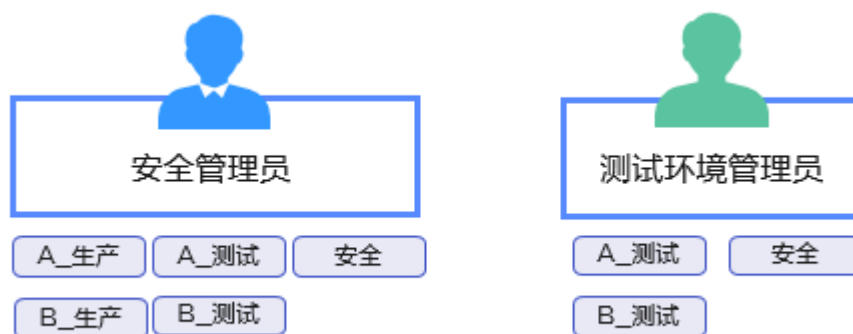 安全管理员
A_生产 A_测试 安全
B_生产 B_测试
测试环境管理员
A_测试 安全
B_测试